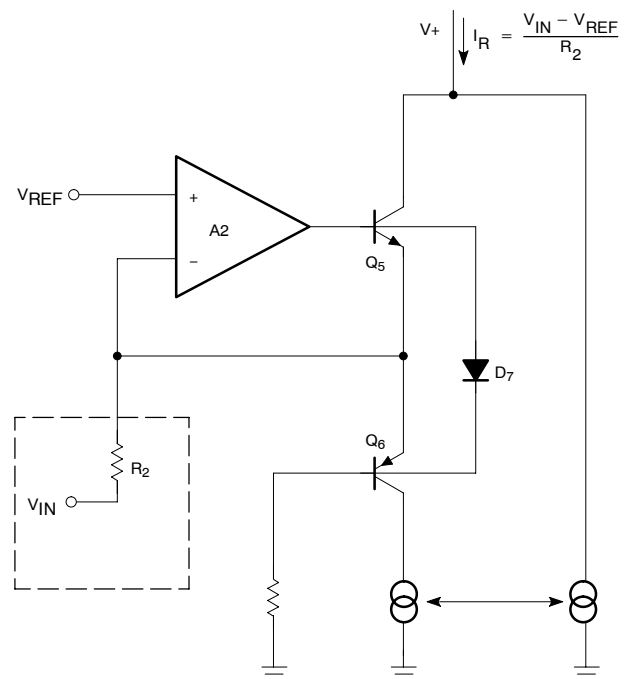 V+
I_R = (V_IN − V_REF) / R_2
V_REF
+
A2
−
Q_5
D_7
Q_6
R_2
V_IN